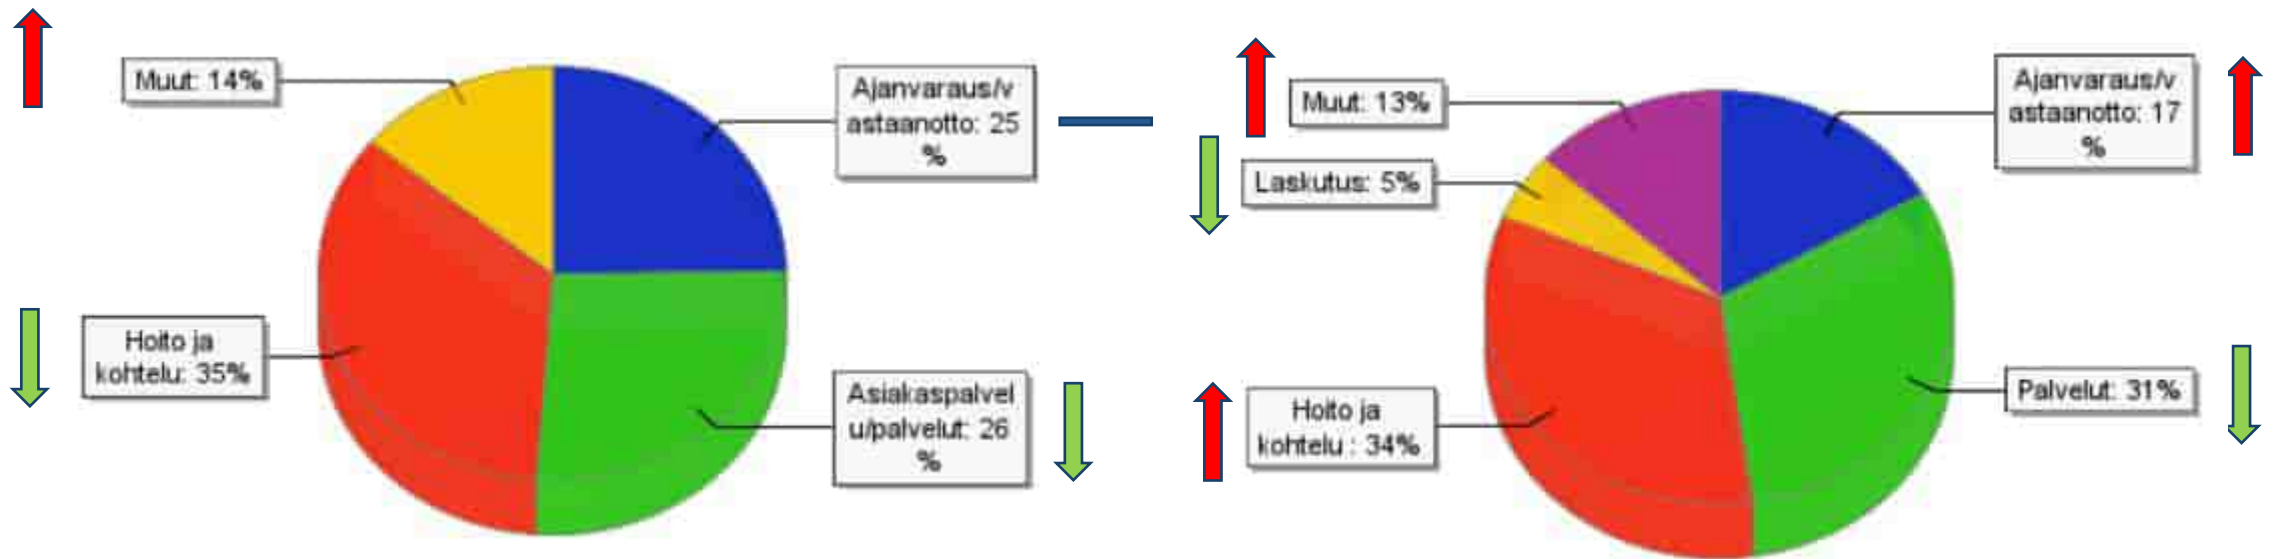 Muut: 14%
Ajanvaraus/v
astaanotto: 25
%
Hoito ja
kohtelu: 35%
Asiakaspalvel
u/palvelut: 26
%
Muut: 13%
Ajanvaraus/v
astaanotto: 17
%
Laskutus: 5%
Hoito ja
kohtelu : 34%
Palvelut: 31%